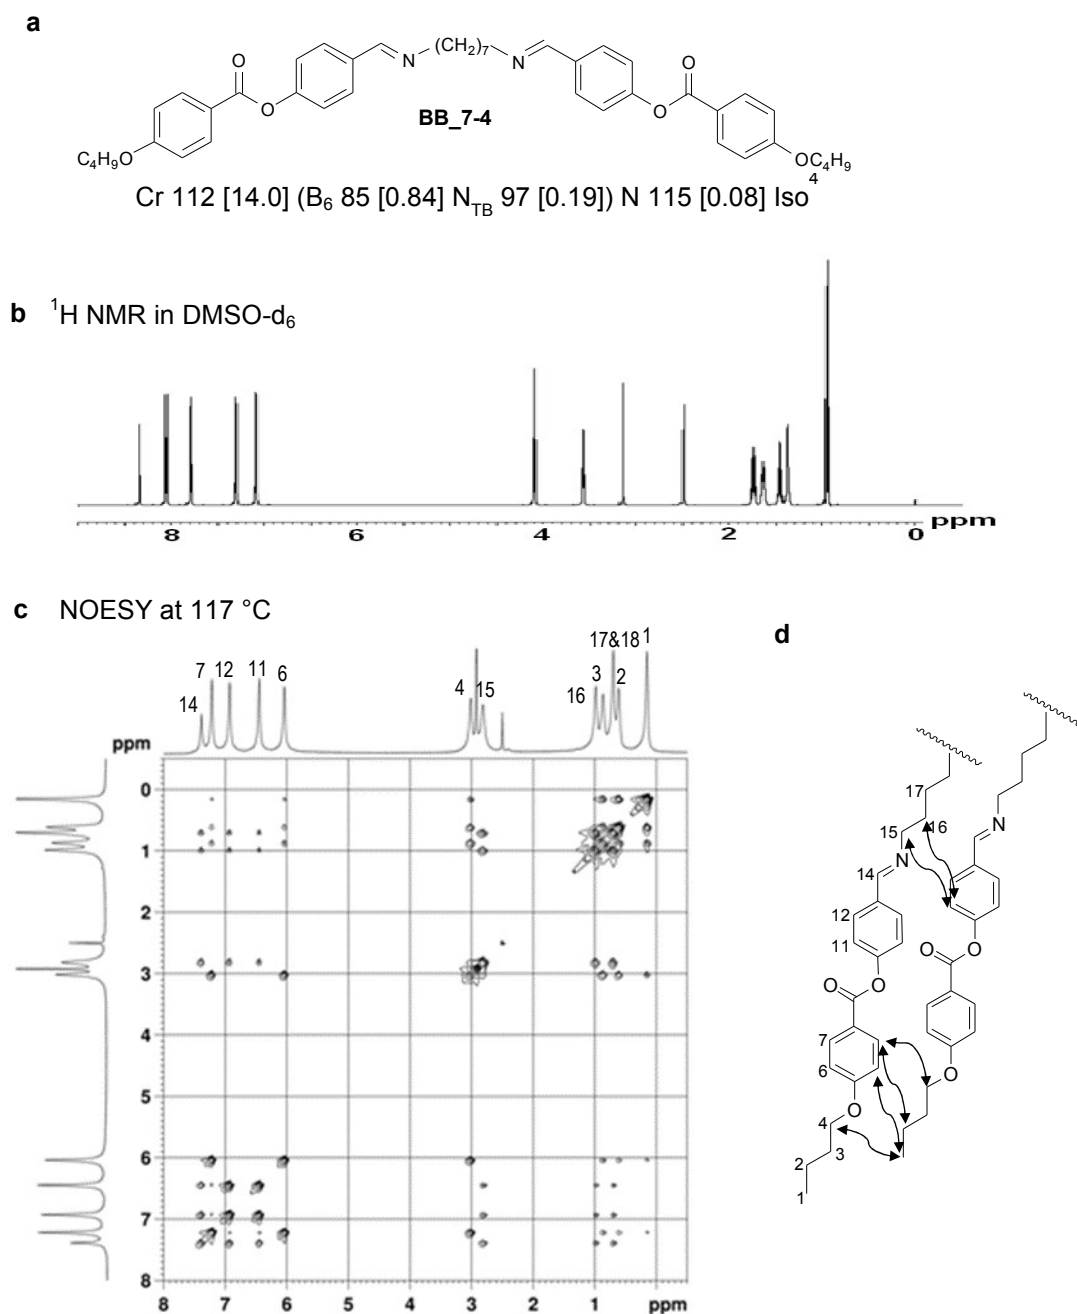 a
O
O
N
(CH₂)₇
N
O
O
BB_7-4
C₄H₉O
OC₄H₉
4
Cr 112 [14.0] (B₆ 85 [0.84] N_TB 97 [0.19]) N 115 [0.08] Iso
b ¹H NMR in DMSO-d₆
8 6 4 2 0 ppm
c NOESY at 117 °C
d
14 7 12 11 6 4 15 16 3 17&18 2 1
ppm
0
1
2
3
4
5
6
7
8
8 7 6 5 4 3 2 1 ppm
17
16
15
N
N
14
12
11
O
O
O
O
7
6
O
O
4
3
2
1